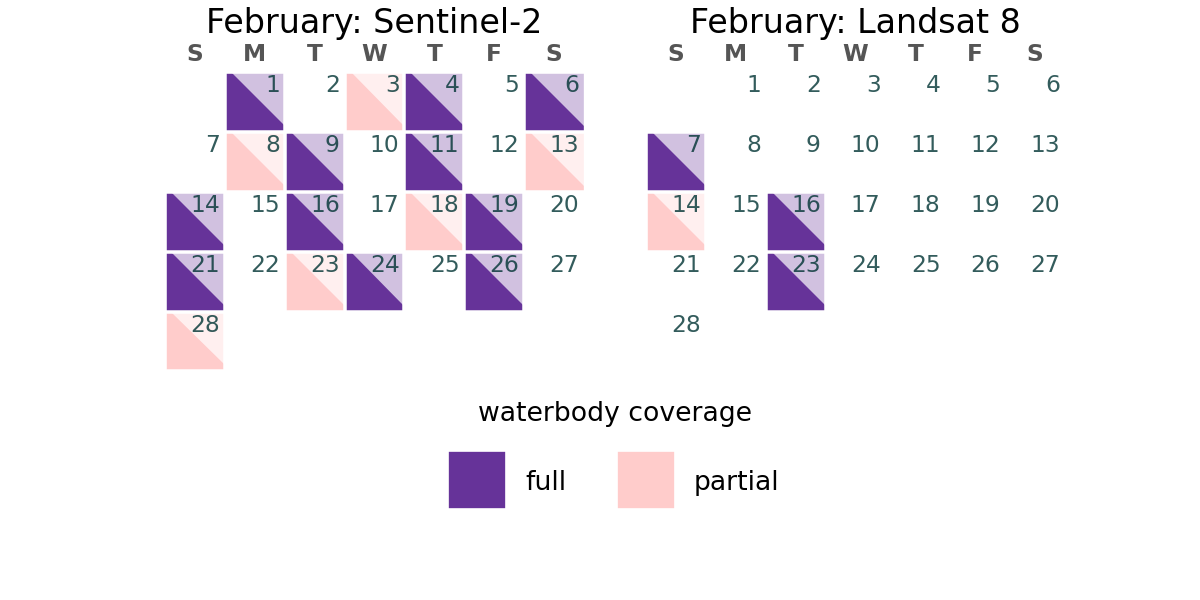 February: Sentinel-2
S M T W T F S
1 2 3 4 5 6
7 8 9 10 11 12 13
14 15 16 17 18 19 20
21 22 23 24 25 26 27
28
February: Landsat 8
S M T W T F S
1 2 3 4 5 6
7 8 9 10 11 12 13
14 15 16 17 18 19 20
21 22 23 24 25 26 27
28
waterbody coverage
full partial